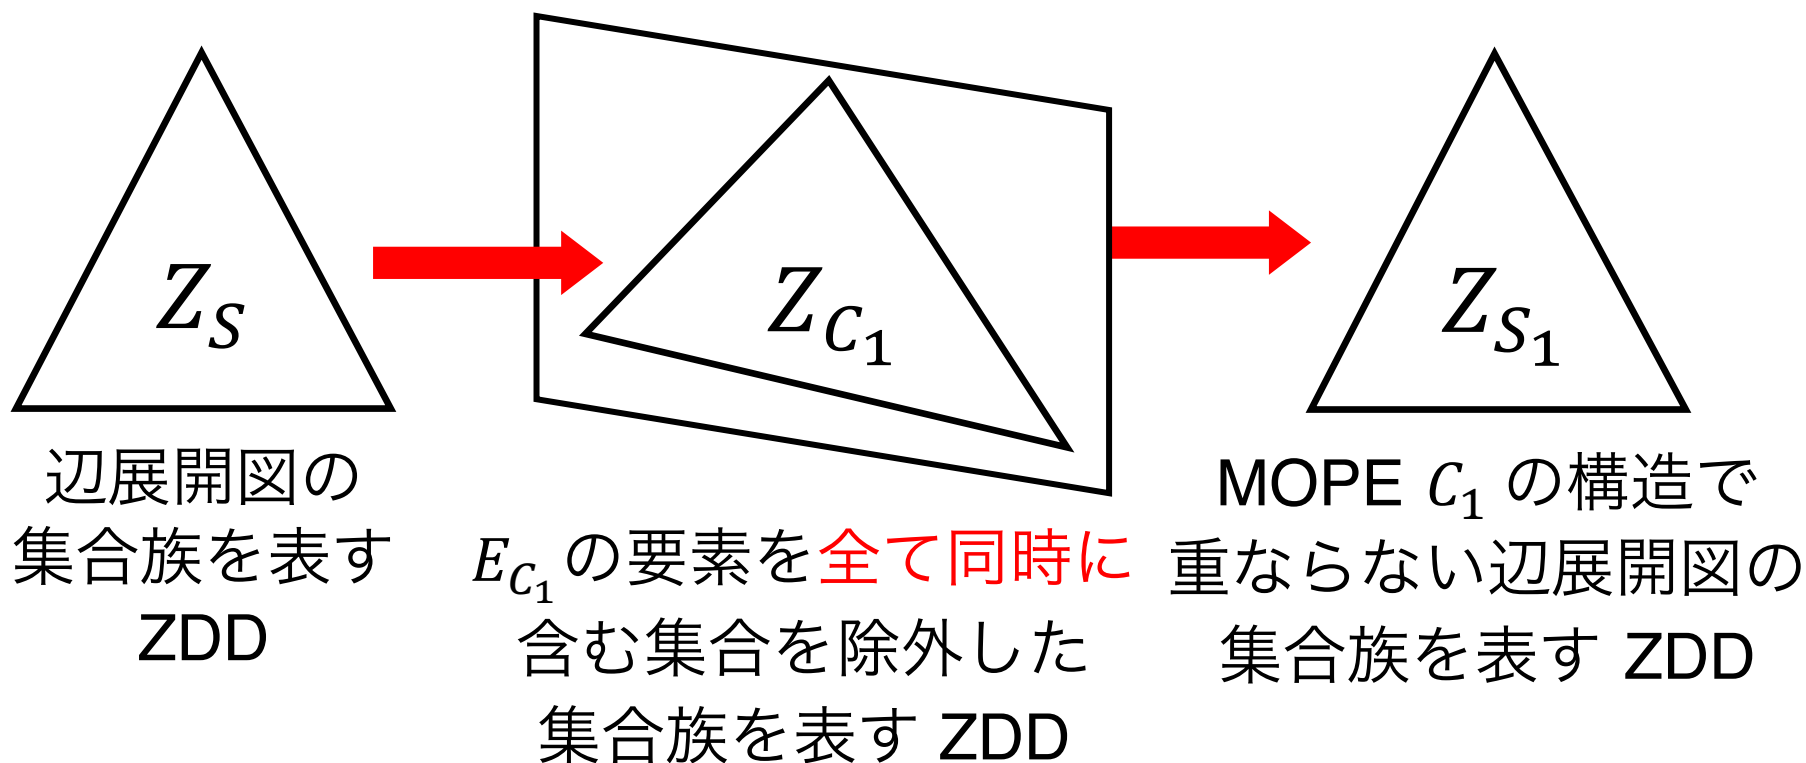 Z_S
辺展開図の
集合族を表す
ZDD
Z_{C_1}
E_{C_1} の要素を全て同時に
含む集合を除外した
集合族を表す ZDD
Z_{S_1}
MOPE C_1 の構造で
重ならない辺展開図の
集合族を表す ZDD